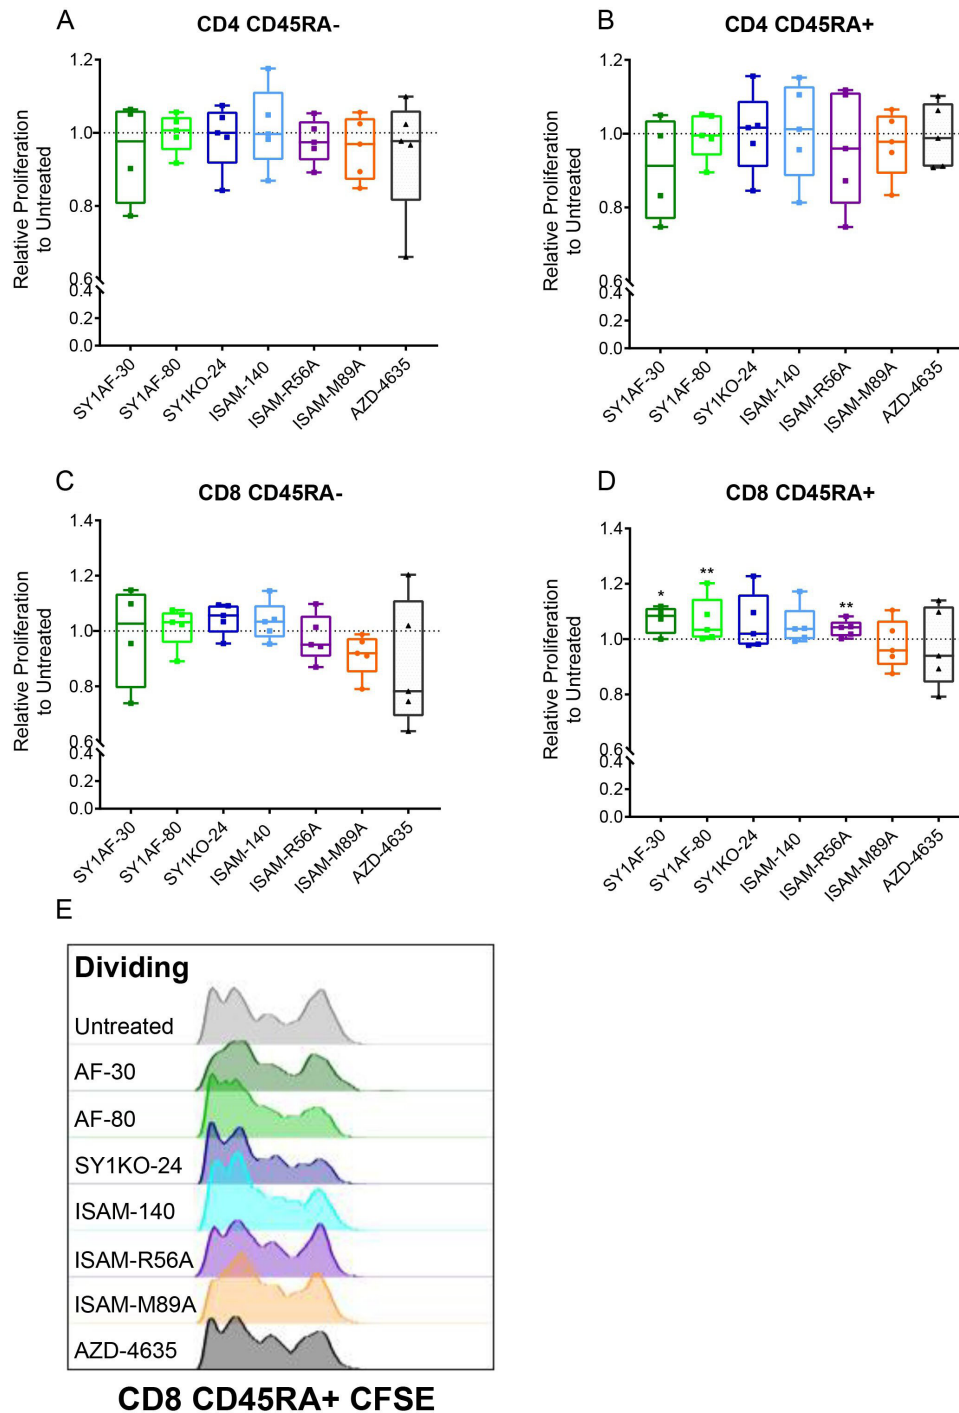 A
CD4 CD45RA-
Relative Proliferation
to Untreated
1.2
1.0
0.8
0.6
0.4
0.2
0.0
SY1AF-30
SY1AF-80
SY1KO-24
ISAM-140
ISAM-R56A
ISAM-M89A
AZD-4635
B
CD4 CD45RA+
Relative Proliferation
to Untreated
1.2
1.0
0.8
0.6
0.4
0.2
0.0
SY1AF-30
SY1AF-80
SY1KO-24
ISAM-140
ISAM-R56A
ISAM-M89A
AZD-4635
C
CD8 CD45RA-
Relative Proliferation
to Untreated
1.4
1.2
1.0
0.8
0.6
0.4
0.2
0.0
SY1AF-30
SY1AF-80
SY1KO-24
ISAM-140
ISAM-R56A
ISAM-M89A
AZD-4635
D
CD8 CD45RA+
Relative Proliferation
to Untreated
1.4
1.2
1.0
0.8
0.6
0.4
0.2
0.0
*
**
**
SY1AF-30
SY1AF-80
SY1KO-24
ISAM-140
ISAM-R56A
ISAM-M89A
AZD-4635
E
Dividing
Untreated
AF-30
AF-80
SY1KO-24
ISAM-140
ISAM-R56A
ISAM-M89A
AZD-4635
CD8 CD45RA+ CFSE